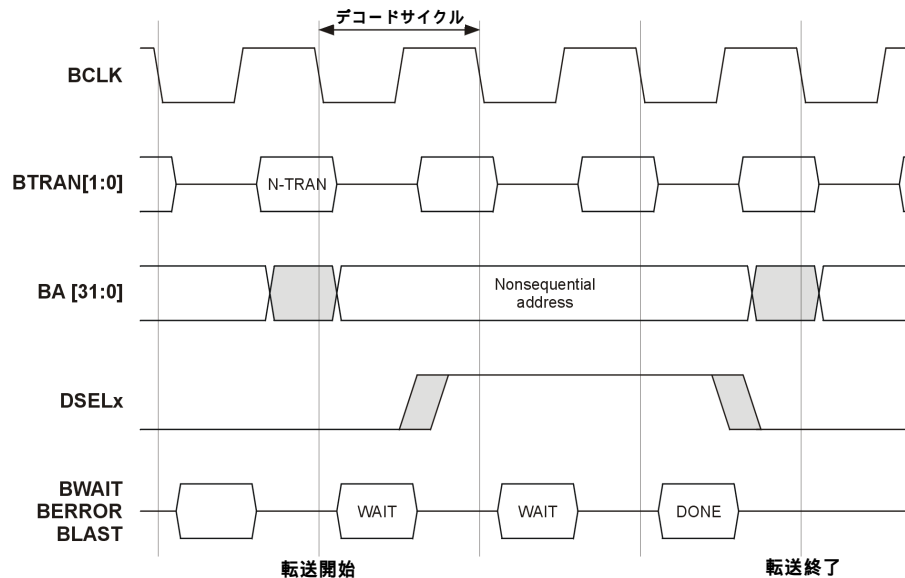 デコードサイクル
BCLK
BTRAN[1:0]
N-TRAN
BA [31:0]
Nonsequential
address
DSELx
BWAIT
BERROR
BLAST
WAIT
WAIT
DONE
転送開始
転送終了